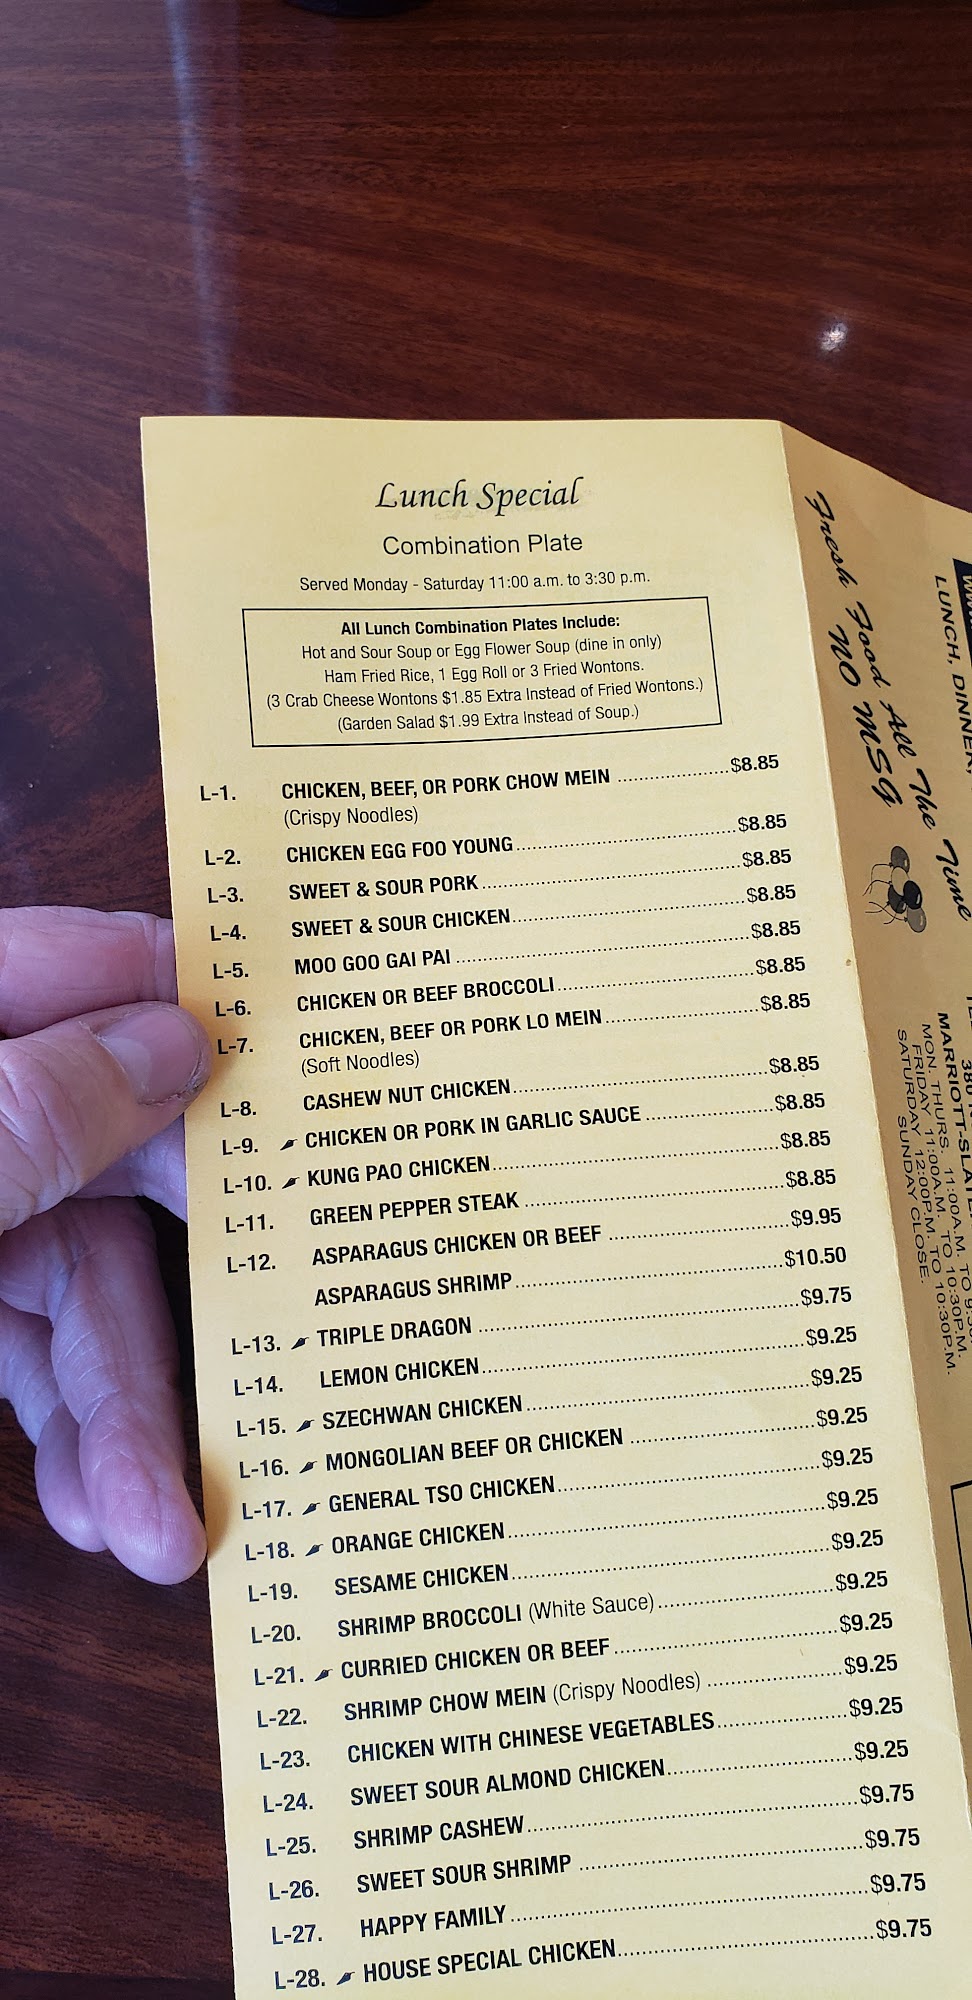 Lunch Special
Combination Plate
Served Monday - Saturday 11:00 a.m. to 3:30 p.m.
All Lunch Combination Plates Include:
Hot and Sour Soup or Egg Flower Soup (dine in only)
Ham Fried Rice, 1 Egg Roll or 3 Fried Wontons.
(3 Crab Cheese Wontons $1.85 Extra Instead of Fried Wontons.)
(Garden Salad $1.99 Extra Instead of Soup.)
L-1. CHICKEN, BEEF, OR PORK CHOW MEIN ........ $8.85
(Crispy Noodles)
L-2. CHICKEN EGG FOO YOUNG ........ $8.85
L-3. SWEET & SOUR PORK ........ $8.85
L-4. SWEET & SOUR CHICKEN ........ $8.85
L-5. MOO GOO GAI PAI ........ $8.85
L-6. CHICKEN OR BEEF BROCCOLI ........ $8.85
L-7. CHICKEN, BEEF OR PORK LO MEIN ........ $8.85
(Soft Noodles)
L-8. CASHEW NUT CHICKEN ........ $8.85
L-9. CHICKEN OR PORK IN GARLIC SAUCE ........ $8.85
L-10. KUNG PAO CHICKEN ........ $8.85
L-11. GREEN PEPPER STEAK ........ $8.85
L-12. ASPARAGUS CHICKEN OR BEEF ........ $9.95
ASPARAGUS SHRIMP ........ $10.50
L-13. TRIPLE DRAGON ........ $9.75
L-14. LEMON CHICKEN ........ $9.25
L-15. SZECHWAN CHICKEN ........ $9.25
L-16. MONGOLIAN BEEF OR CHICKEN ........ $9.25
L-17. GENERAL TSO CHICKEN ........ $9.25
L-18. ORANGE CHICKEN ........ $9.25
L-19. SESAME CHICKEN ........ $9.25
L-20. SHRIMP BROCCOLI (White Sauce) ........ $9.25
L-21. CURRIED CHICKEN OR BEEF ........ $9.25
L-22. SHRIMP CHOW MEIN (Crispy Noodles) ........ $9.25
L-23. CHICKEN WITH CHINESE VEGETABLES ........ $9.25
L-24. SWEET SOUR ALMOND CHICKEN ........ $9.25
L-25. SHRIMP CASHEW ........ $9.75
L-26. SWEET SOUR SHRIMP ........ $9.75
L-27. HAPPY FAMILY ........ $9.75
L-28. HOUSE SPECIAL CHICKEN ........ $9.75
LUNCH, DINNER,
Fresh Food All The Time
NO MSG
MARRIOTT-SLATE
MON. THURS. 11:00A.M. TO
FRIDAY 11:00A.M. TO 10:30P.M.
SATURDAY 12:00P.M. TO 10:30P.M.
SUNDAY CLOSE.